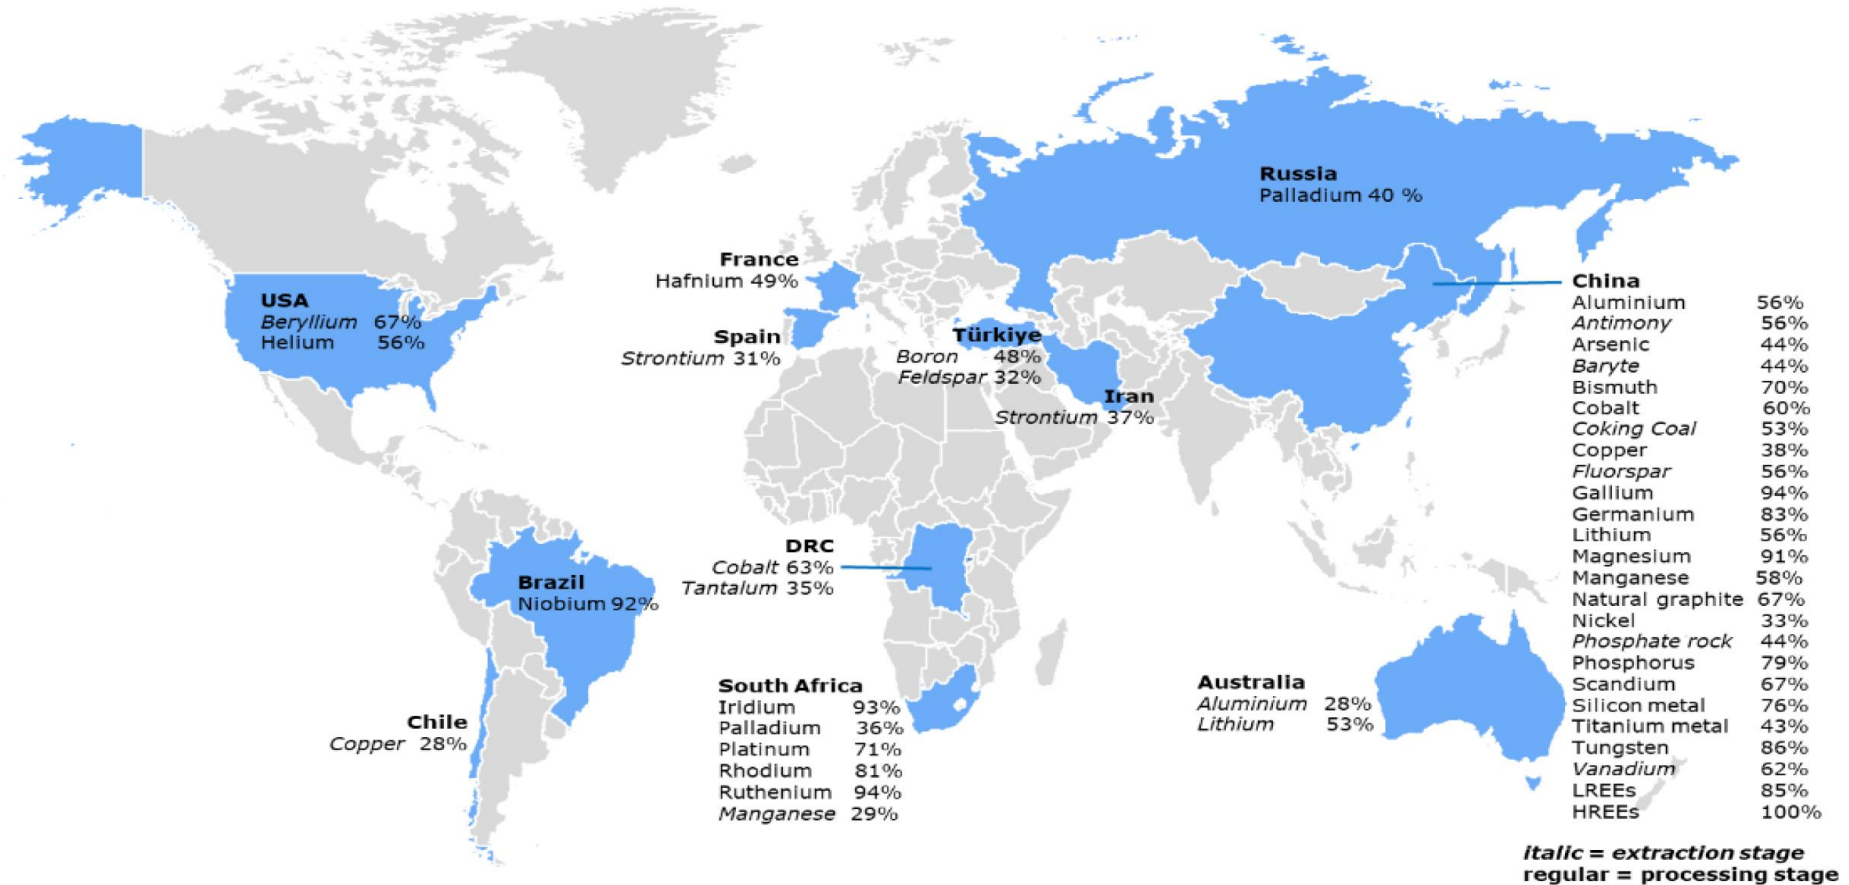 Russia
Palladium 40 %
France
Hafnium 49%
USA
Beryllium 67%
Helium 56%
Spain
Strontium 31%
Türkiye
Boron 48%
Feldspar 32%
Iran
Strontium 37%
China
Aluminium 56%
Antimony 56%
Arsenic 44%
Baryte 44%
Bismuth 70%
Cobalt 60%
Coking Coal 53%
Copper 38%
Fluorspar 56%
Gallium 94%
Germanium 83%
Lithium 56%
Magnesium 91%
Manganese 58%
Natural graphite 67%
Nickel 33%
Phosphate rock 44%
Phosphorus 79%
Scandium 67%
Silicon metal 76%
Titanium metal 43%
Tungsten 86%
Vanadium 62%
LREEs 85%
HREEs 100%
DRC
Cobalt 63%
Tantalum 35%
Brazil
Niobium 92%
South Africa
Iridium 93%
Palladium 36%
Platinum 71%
Rhodium 81%
Ruthenium 94%
Manganese 29%
Australia
Aluminium 28%
Lithium 53%
Chile
Copper 28%
italic = extraction stage
regular = processing stage